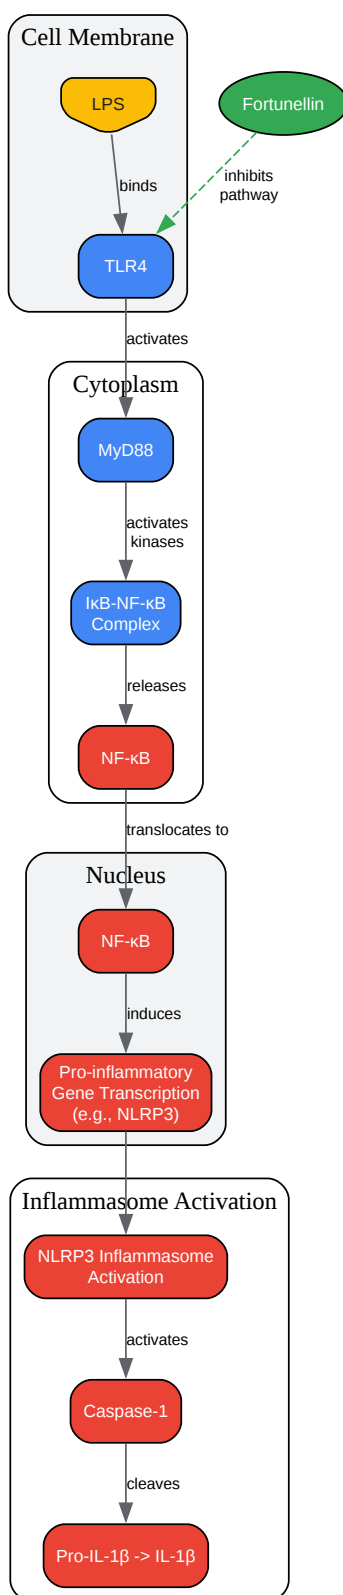 Cell Membrane
LPS
Fortunellin
binds
inhibits
pathway
TLR4
activates
Cytoplasm
MyD88
activates
kinases
IκB-NF-κB
Complex
releases
NF-κB
translocates to
Nucleus
NF-κB
induces
Pro-inflammatory
Gene Transcription
(e.g., NLRP3)
Inflammasome Activation
NLRP3 Inflammasome
Activation
activates
Caspase-1
cleaves
Pro-IL-1β -> IL-1β